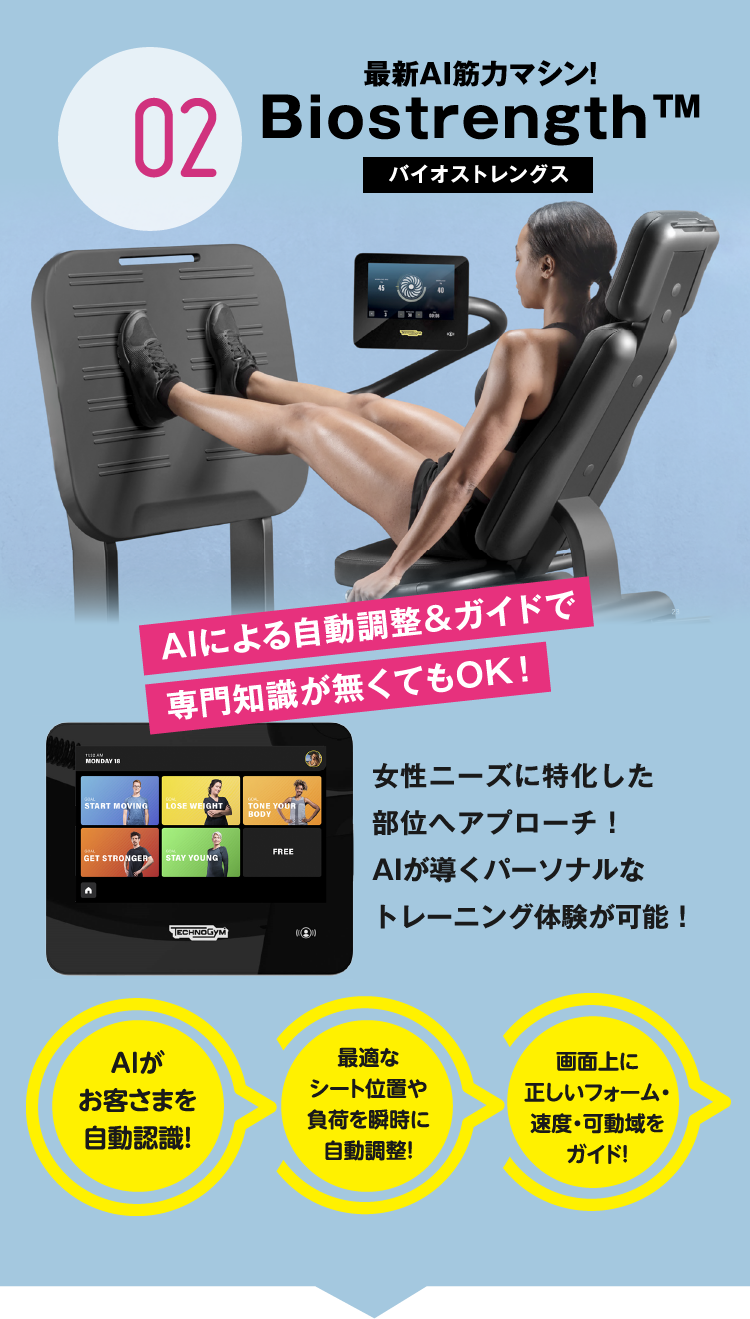 02
最新AI筋力マシン!
Biostrength™
バイオストレングス
45
40
AIによる自動調整&ガイドで
専門知識が無くてもOK！
MONDAY 18
START MOVING
LOSE WEIGHT
TONE YOUR
BODY
GET STRONGER
STAY YOUNG
FREE
TECHNOGYM
女性ニーズに特化した
部位へアプローチ！
AIが導くパーソナルな
トレーニング体験が可能！
AIが
お客さまを
自動認識!
最適な
シート位置や
負荷を瞬時に
自動調整!
画面上に
正しいフォーム・
速度・可動域を
ガイド!